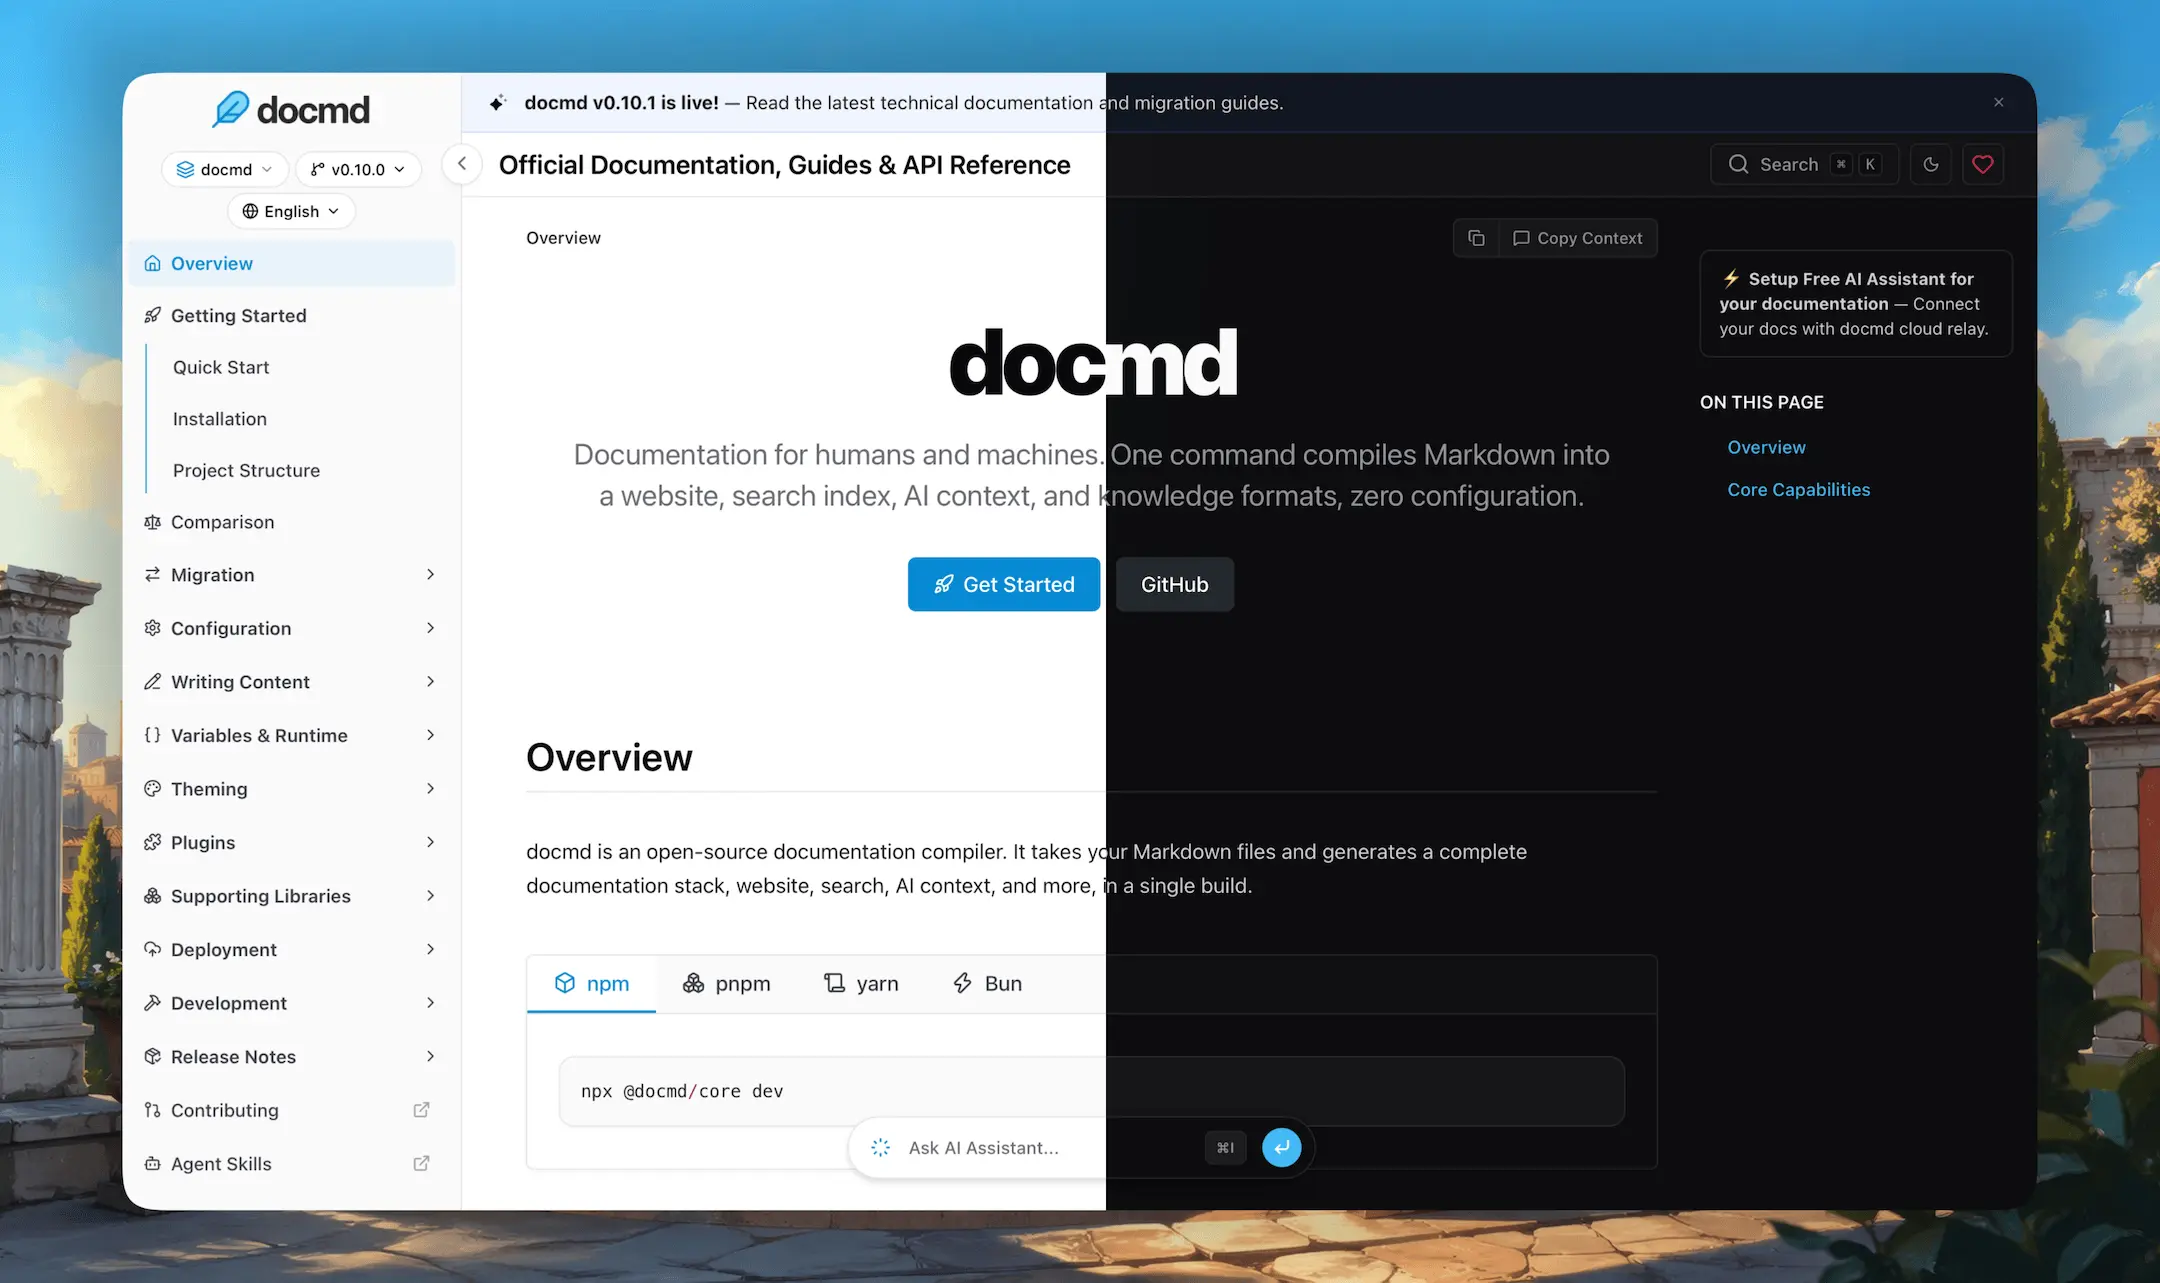 docmd
docmd
v0.10.0
English
Overview
Getting Started
Quick Start
Installation
Project Structure
Comparison
Migration
Configuration
Writing Content
Variables & Runtime
Theming
Plugins
Supporting Libraries
Deployment
Development
Release Notes
Contributing
Agent Skills
docmd v0.10.1 is live! — Read the latest technical documentation and migration guides.
Official Documentation, Guides & API Reference
Search ⌘ K
Overview
Copy Context
docmd
Documentation for humans and machines. One command compiles Markdown into
a website, search index, AI context, and knowledge formats, zero configuration.
Get Started
GitHub
Overview
docmd is an open-source documentation compiler. It takes your Markdown files and generates a complete
documentation stack, website, search, AI context, and more, in a single build.
npm
pnpm
yarn
Bun
npx @docmd/core dev
Ask AI Assistant...
⌘I
⚡ Setup Free AI Assistant for
your documentation — Connect
your docs with docmd cloud relay.
ON THIS PAGE
Overview
Core Capabilities